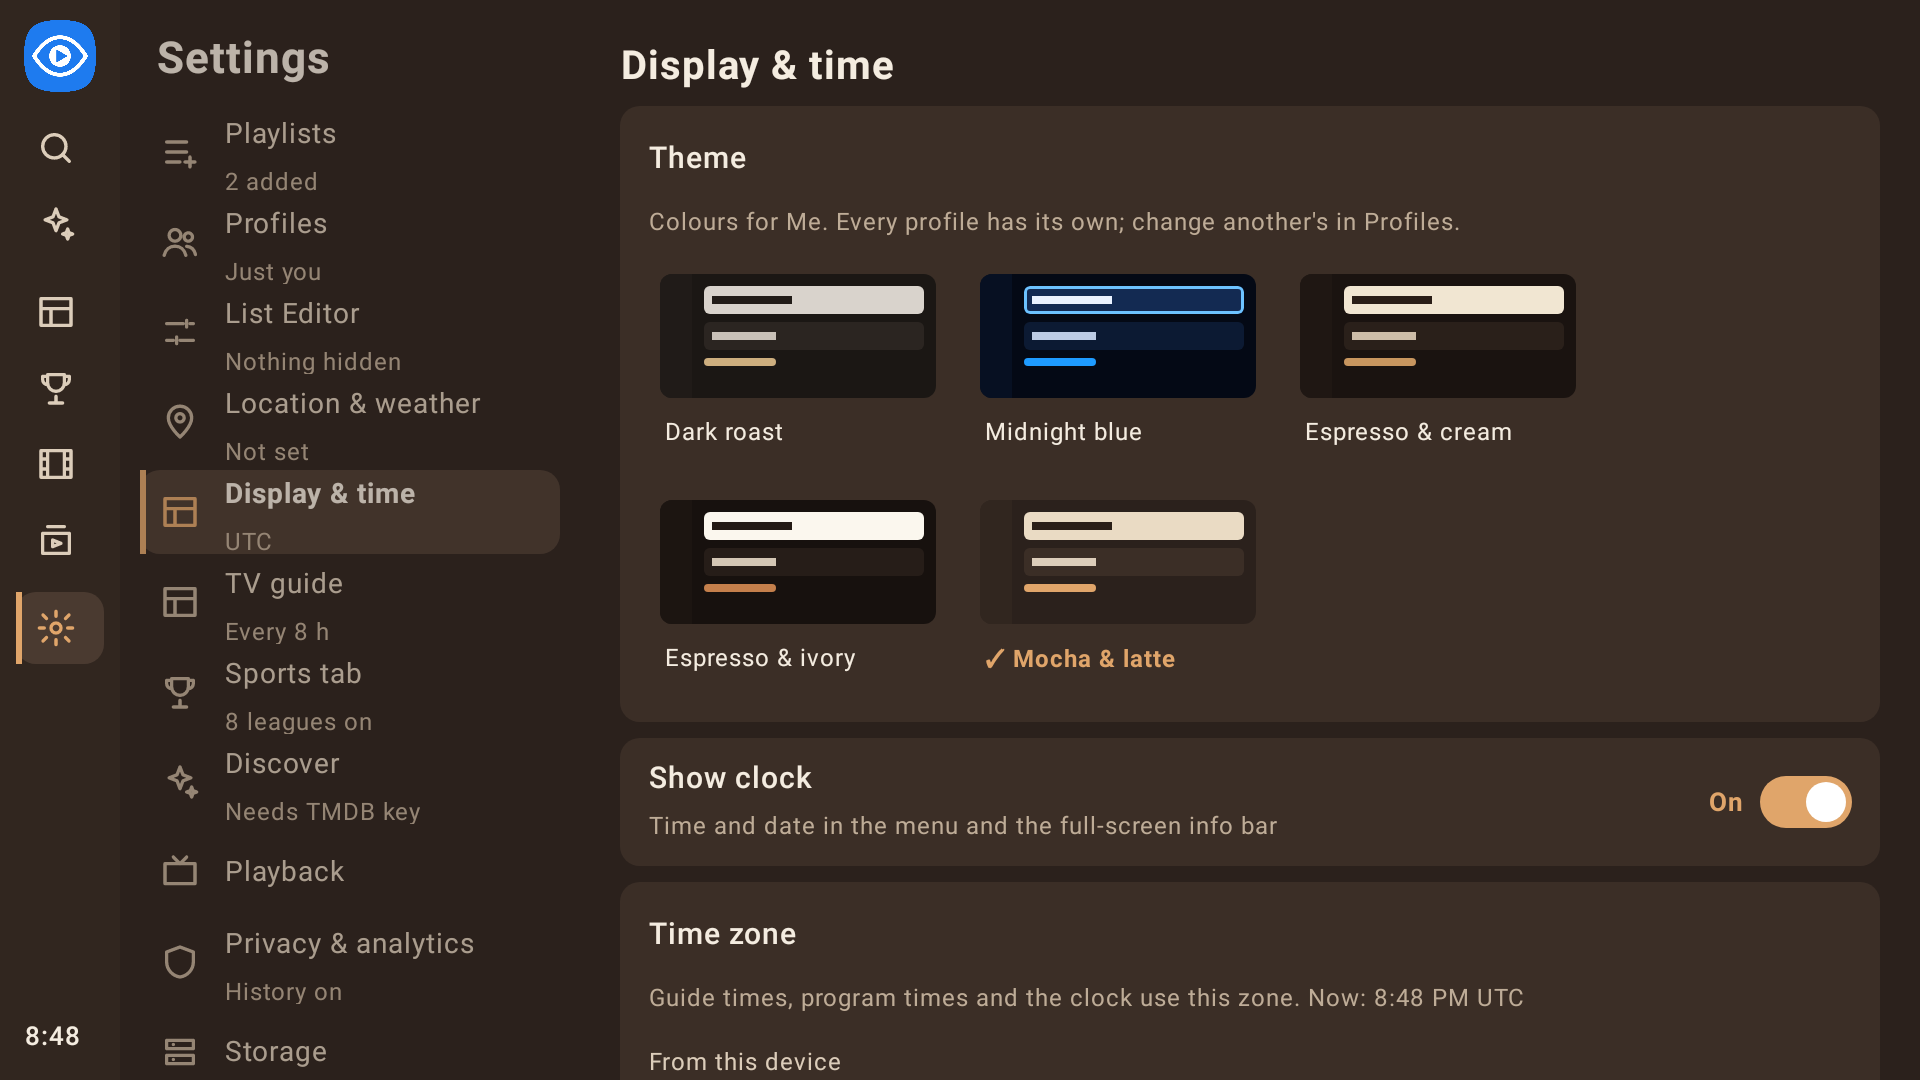 Settings
Playlists
2 added
Profiles
Just you
List Editor
Nothing hidden
Location & weather
Not set
Display & time
UTC
TV guide
Every 8 h
Sports tab
8 leagues on
Discover
Needs TMDB key
Playback
Privacy & analytics
History on
Storage
8:48
Display & time
Theme
Colours for Me. Every profile has its own; change another's in Profiles.
Dark roast
Midnight blue
Espresso & cream
Espresso & ivory
✓ Mocha & latte
Show clock
Time and date in the menu and the full-screen info bar
On
Time zone
Guide times, program times and the clock use this zone. Now: 8:48 PM UTC
From this device